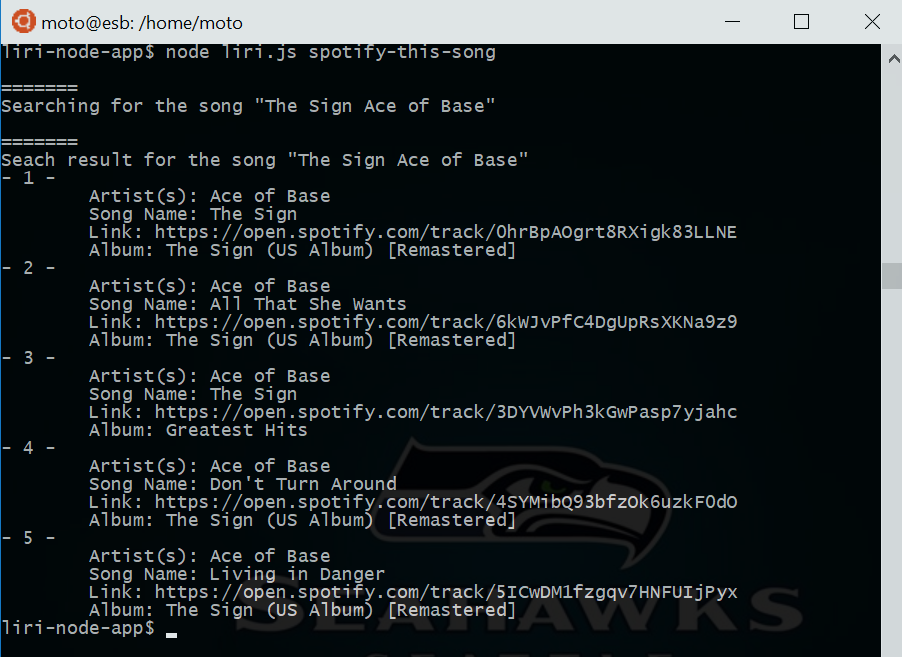 moto@esb: /home/moto
liri-node-app$ node liri.js spotify-this-song
=======
Searching for the song "The Sign Ace of Base"
=======
Seach result for the song "The Sign Ace of Base"
- 1 -
Artist(s): Ace of Base
Song Name: The Sign
Link: https://open.spotify.com/track/0hrBpAOgrt8RXigk83LLNE
Album: The Sign (US Album) [Remastered]
- 2 -
Artist(s): Ace of Base
Song Name: All That She Wants
Link: https://open.spotify.com/track/6kWJvPfC4DgUpRsXKNa9z9
Album: The Sign (US Album) [Remastered]
- 3 -
Artist(s): Ace of Base
Song Name: The Sign
Link: https://open.spotify.com/track/3DYVWvPh3kGwPasp7yjahc
Album: Greatest Hits
- 4 -
Artist(s): Ace of Base
Song Name: Don't Turn Around
Link: https://open.spotify.com/track/4SYMibQ93bfzOk6uzkF0dO
Album: The Sign (US Album) [Remastered]
- 5 -
Artist(s): Ace of Base
Song Name: Living in Danger
Link: https://open.spotify.com/track/5ICwDM1fzgqv7HNFUIjPyx
Album: The Sign (US Album) [Remastered]
liri-node-app$
SEAHAWKS